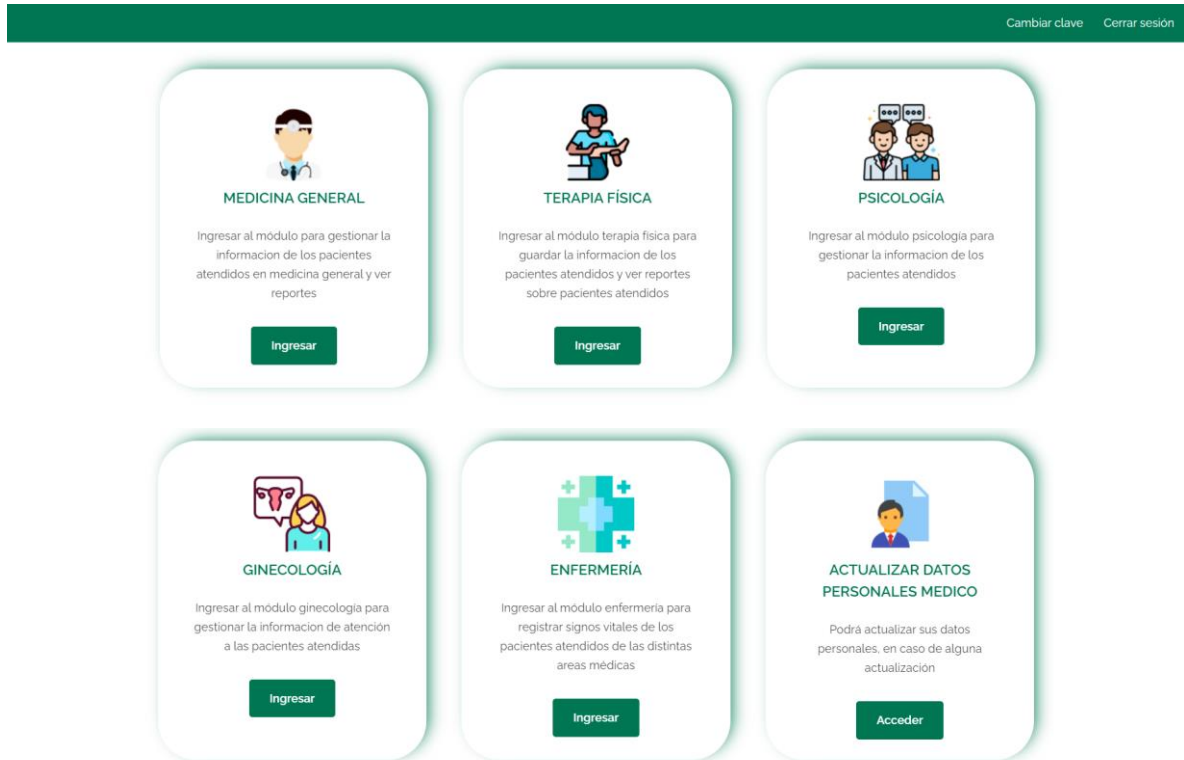 Cambiar clave Cerrar sesión
MEDICINA GENERAL
Ingresar al módulo para gestionar la
informacion de los pacientes
atendidos en medicina general y ver
reportes
Ingresar
TERAPIA FÍSICA
Ingresar al módulo terapia física para
guardar la informacion de los
pacientes atendidos y ver reportes
sobre pacientes atendidos
Ingresar
PSICOLOGÍA
Ingresar al módulo psicología para
gestionar la informacion de los
pacientes atendidos
Ingresar
GINECOLOGÍA
Ingresar al módulo ginecología para
gestionar la informacion de atención
a las pacientes atendidas
Ingresar
ENFERMERÍA
Ingresar al módulo enfermería para
registrar signos vitales de los
pacientes atendidos de las distintas
areas médicas
Ingresar
ACTUALIZAR DATOS
PERSONALES MEDICO
Podrá actualizar sus datos
personales, en caso de alguna
actualización
Acceder